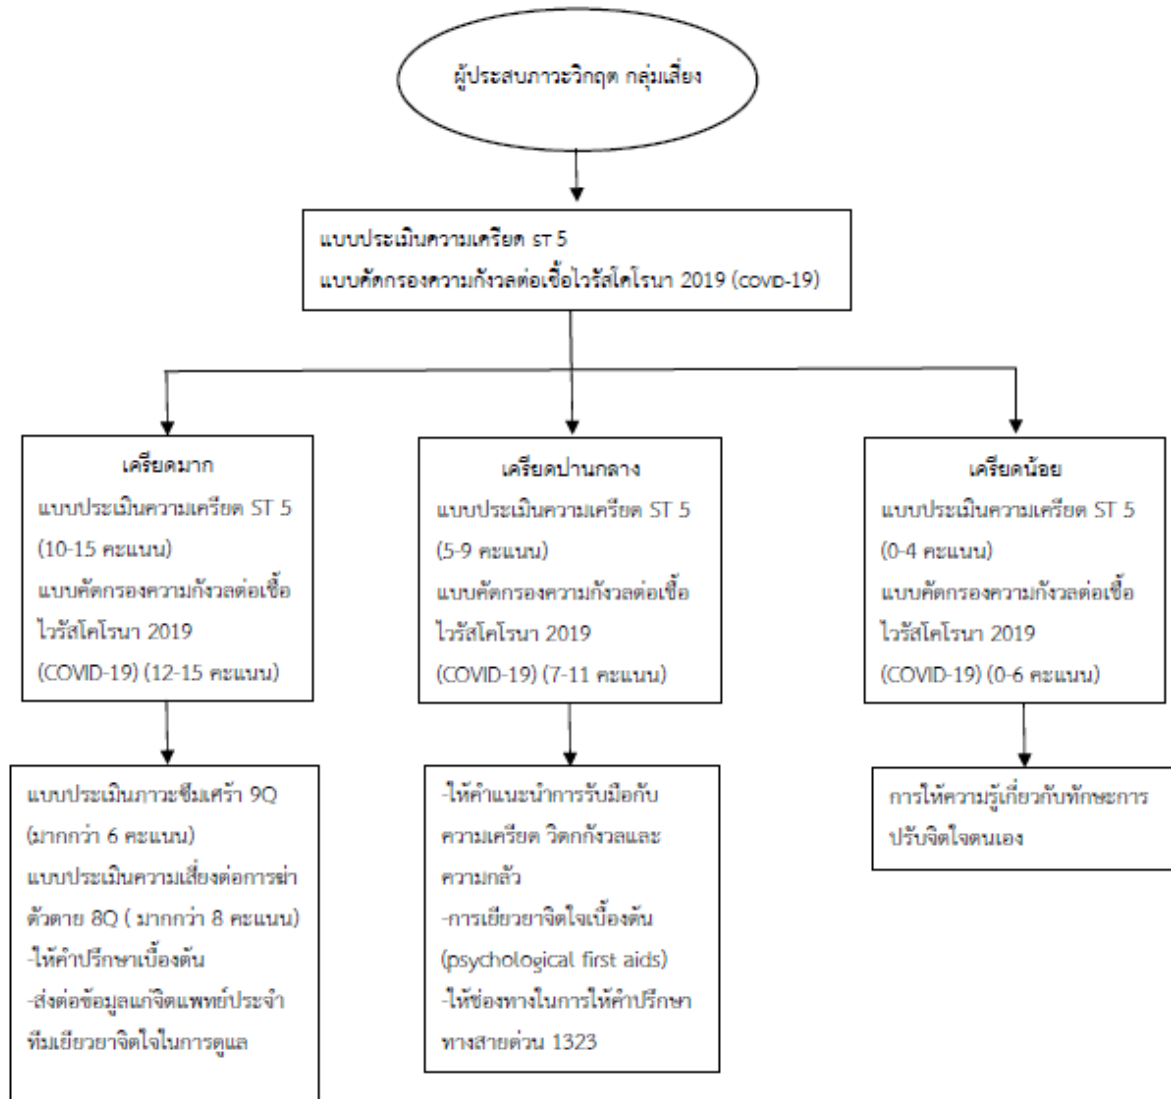 ผู้ประสบภาวะวิกฤต กลุ่มเสี่ยง
แบบประเมินความเครียด ST 5
แบบคัดกรองความกังวลต่อเชื้อไวรัสโคโรนา 2019 (COVID-19)
เครียดมาก
แบบประเมินความเครียด ST 5
(10-15 คะแนน)
แบบคัดกรองความกังวลต่อเชื้อ
ไวรัสโคโรนา 2019
(COVID-19) (12-15 คะแนน)
เครียดปานกลาง
แบบประเมินความเครียด ST 5
(5-9 คะแนน)
แบบคัดกรองความกังวลต่อเชื้อ
ไวรัสโคโรนา 2019
(COVID-19) (7-11 คะแนน)
เครียดน้อย
แบบประเมินความเครียด ST 5
(0-4 คะแนน)
แบบคัดกรองความกังวลต่อเชื้อ
ไวรัสโคโรนา 2019
(COVID-19) (0-6 คะแนน)
แบบประเมินภาวะซึมเศร้า 9Q
(มากกว่า 6 คะแนน)
แบบประเมินความเสี่ยงต่อการฆ่า
ตัวตาย 8Q ( มากกว่า 8 คะแนน)
-ให้คำปรึกษาเบื้องต้น
-ส่งต่อข้อมูลแก่จิตแพทย์ประจำ
ทีมเยียวยาจิตใจในการดูแล
-ให้คำแนะนำการรับมือกับ
ความเครียด วิตกกังวลและ
ความกลัว
-การเยียวยาจิตใจเบื้องต้น
(psychological first aids)
-ให้ช่องทางในการให้คำปรึกษา
ทางสายด่วน 1323
การให้ความรู้เกี่ยวกับทักษะการ
ปรับจิตใจตนเอง